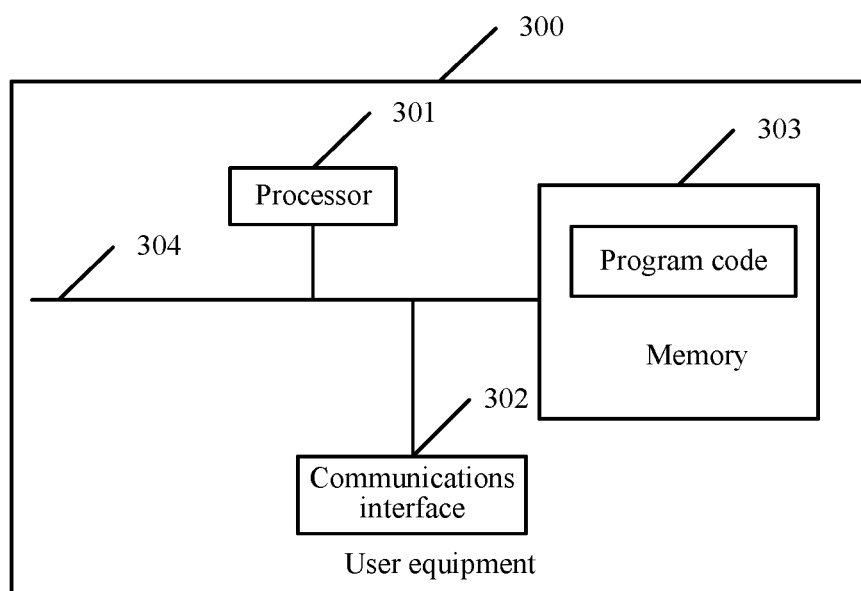 300
301
303
Processor
304
Program code
Memory
302
Communications
interface
User equipment